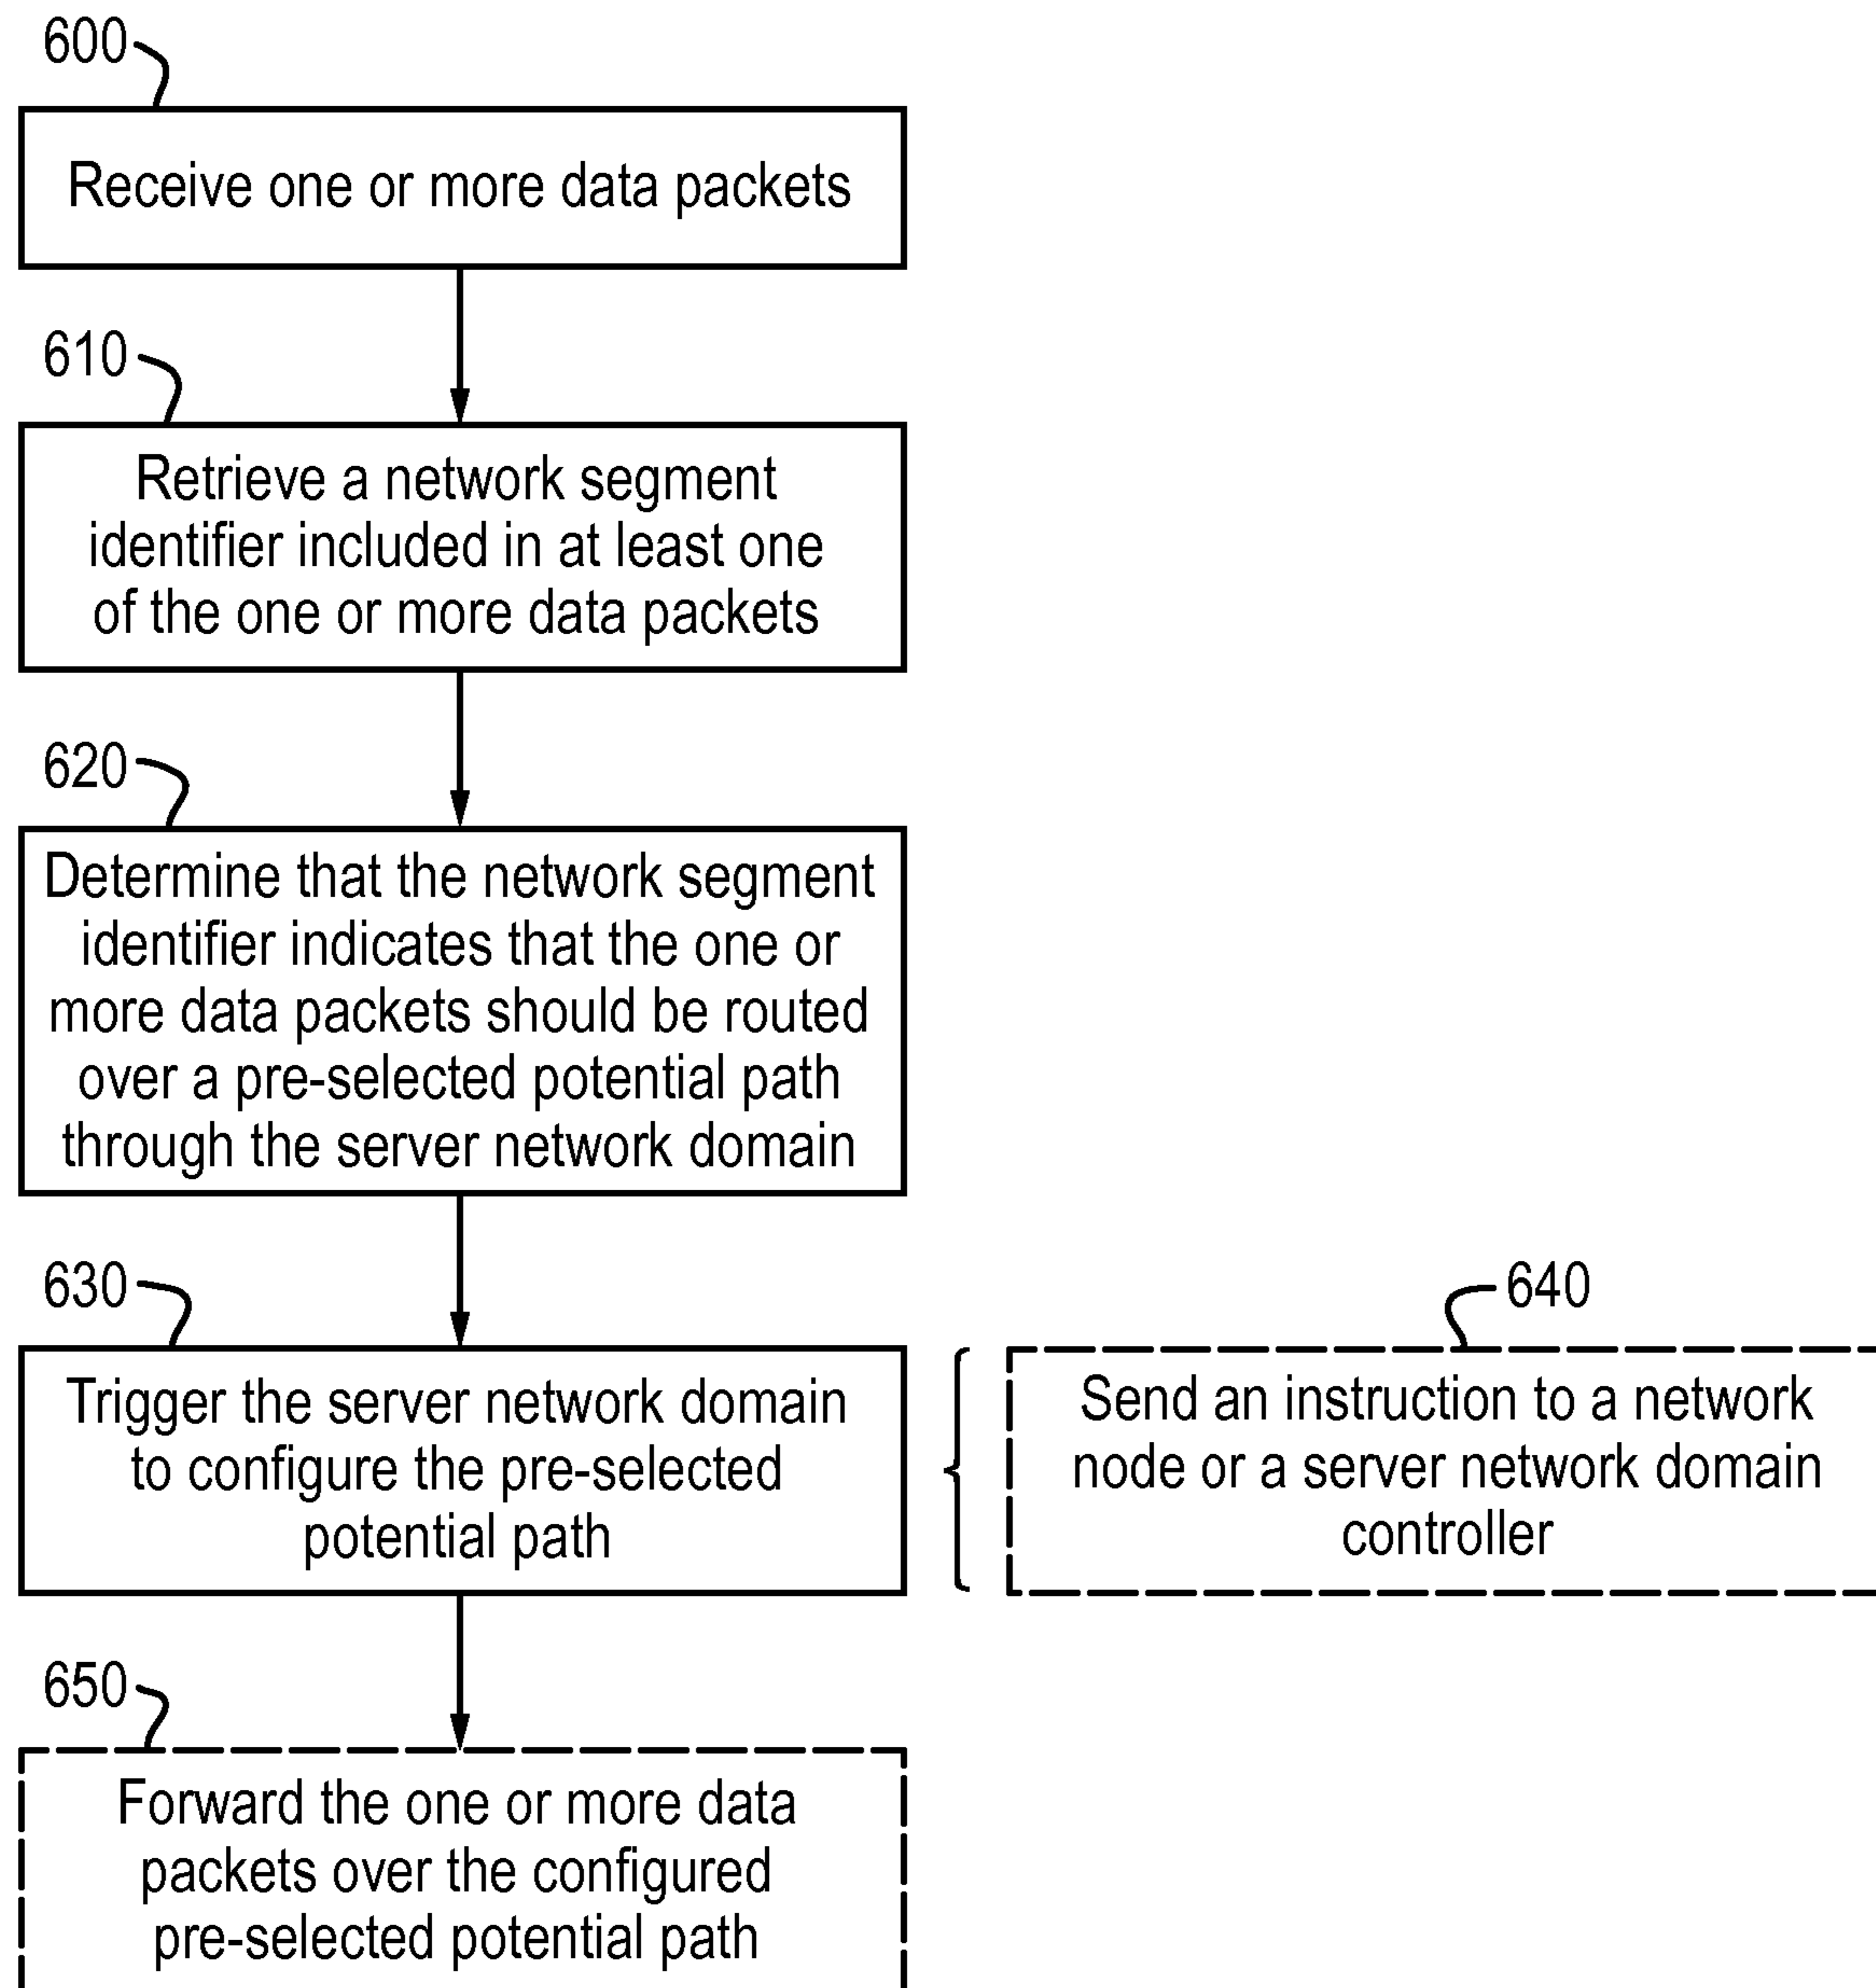 600
Receive one or more data packets
610
Retrieve a network segment
identifier included in at least one
of the one or more data packets
620
Determine that the network segment
identifier indicates that the one or
more data packets should be routed
over a pre-selected potential path
through the server network domain
630
Trigger the server network domain
to configure the pre-selected
potential path
640
Send an instruction to a network
node or a server network domain
controller
650
Forward the one or more data
packets over the configured
pre-selected potential path